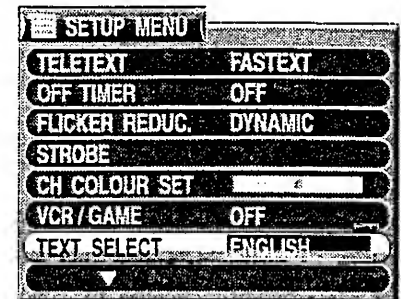 SETUP MENU
TELETEXT FASTEXT
OFF TIMER OFF
FLICKER REDUC. DYNAMIC
STROBE
CH COLOUR SET
VCR / GAME OFF
TEXT SELECT ENGLISH